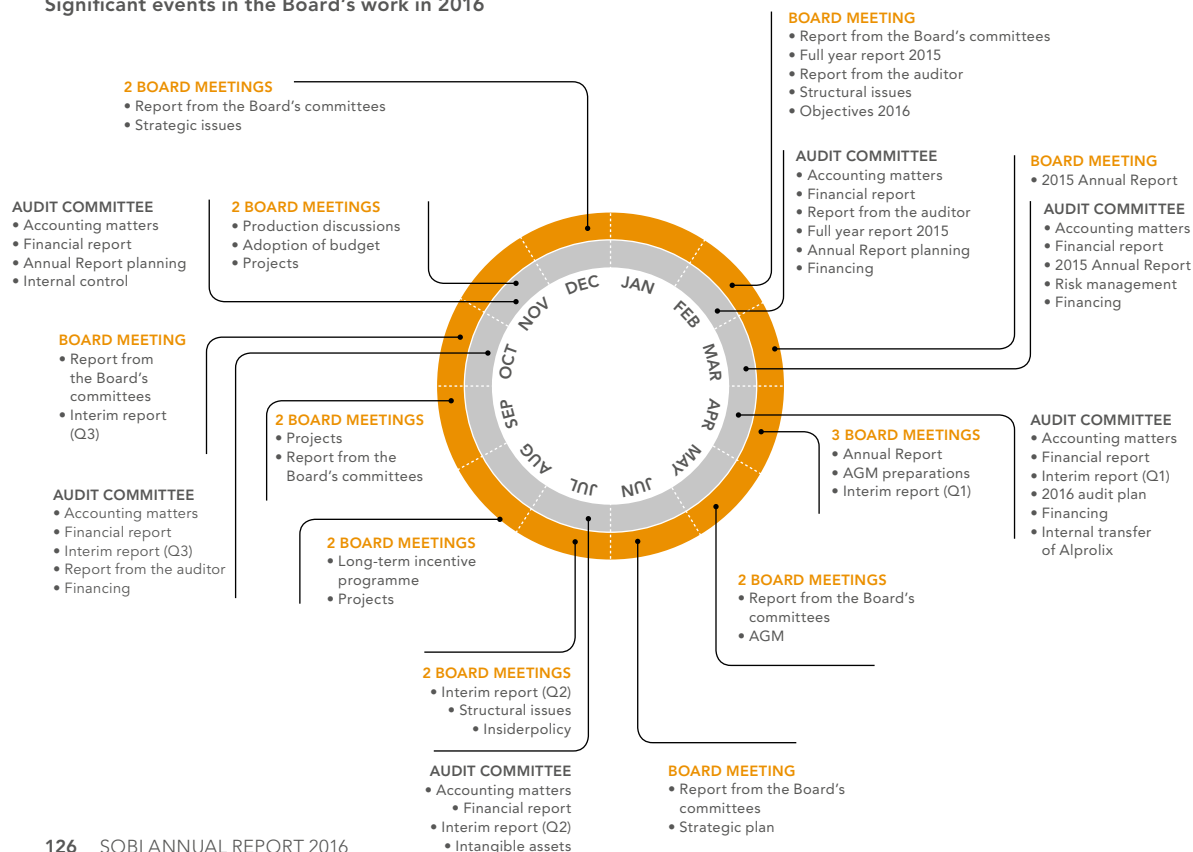 Significant events in the Board's work in 2016
BOARD MEETING
• Report from the Board's committees
• Full year report 2015
• Report from the auditor
• Structural issues
• Objectives 2016
2 BOARD MEETINGS
• Report from the Board's committees
• Strategic issues
AUDIT COMMITTEE
• Accounting matters
• Financial report
• Report from the auditor
• Full year report 2015
• Annual Report planning
• Financing
BOARD MEETING
• 2015 Annual Report
AUDIT COMMITTEE
• Accounting matters
• Financial report
• 2015 Annual Report
• Risk management
• Financing
AUDIT COMMITTEE
• Accounting matters
• Financial report
• Annual Report planning
• Internal control
2 BOARD MEETINGS
• Production discussions
• Adoption of budget
• Projects
JAN
FEB
MAR
APR
MAY
JUN
JUL
AUG
SEP
OCT
NOV
DEC
BOARD MEETING
• Report from
the Board's
committees
• Interim report
(Q3)
2 BOARD MEETINGS
• Projects
• Report from the
Board's committees
3 BOARD MEETINGS
• Annual Report
• AGM preparations
• Interim report (Q1)
AUDIT COMMITTEE
• Accounting matters
• Financial report
• Interim report (Q1)
• 2016 audit plan
• Financing
• Internal transfer
of Alprolix
AUDIT COMMITTEE
• Accounting matters
• Financial report
• Interim report (Q3)
• Report from the auditor
• Financing
2 BOARD MEETINGS
• Long-term incentive
programme
• Projects
2 BOARD MEETINGS
• Report from the Board's
committees
• AGM
2 BOARD MEETINGS
• Interim report (Q2)
• Structural issues
• Insiderpolicy
AUDIT COMMITTEE
• Accounting matters
• Financial report
• Interim report (Q2)
• Intangible assets
BOARD MEETING
• Report from the Board's
committees
• Strategic plan
126 SOBI ANNUAL REPORT 2016